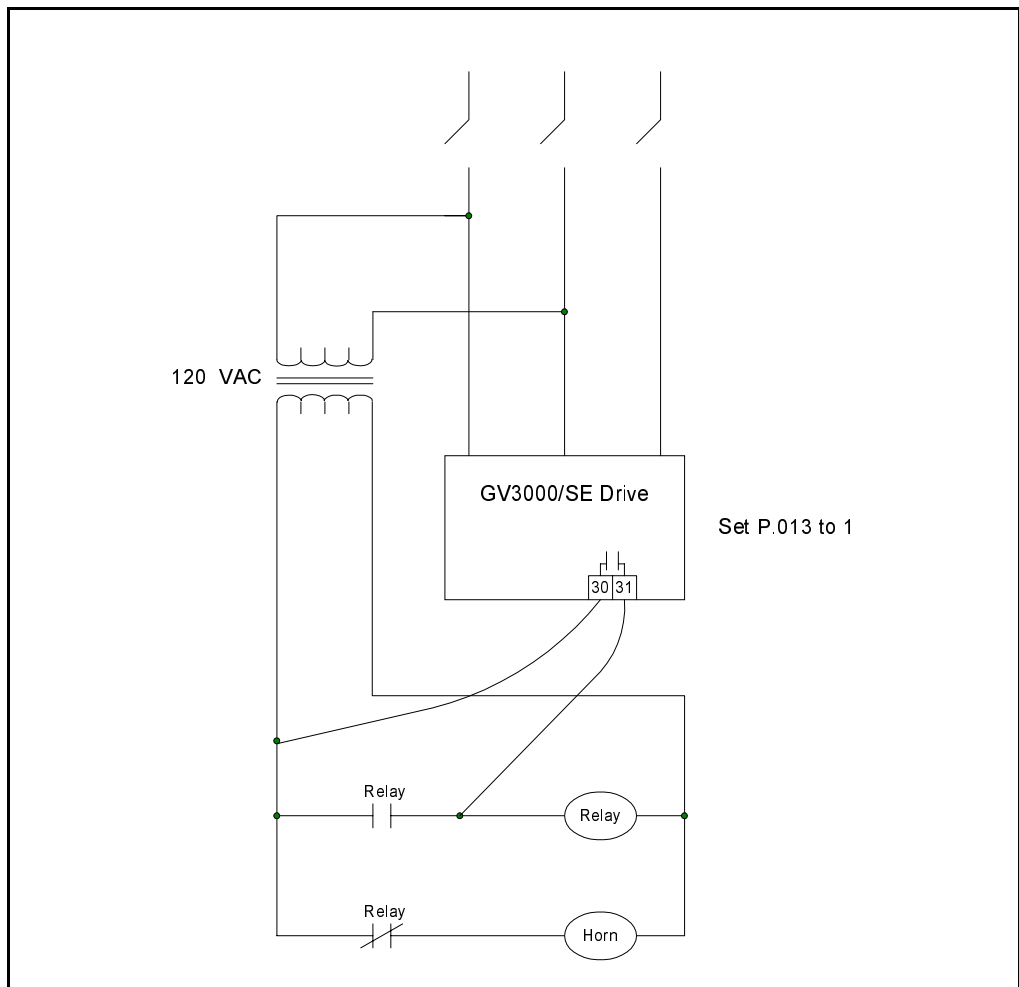 120 VAC
GV3000/SE Drive
Set P.013 to 1
30 31
Relay
Relay
Relay
Horn